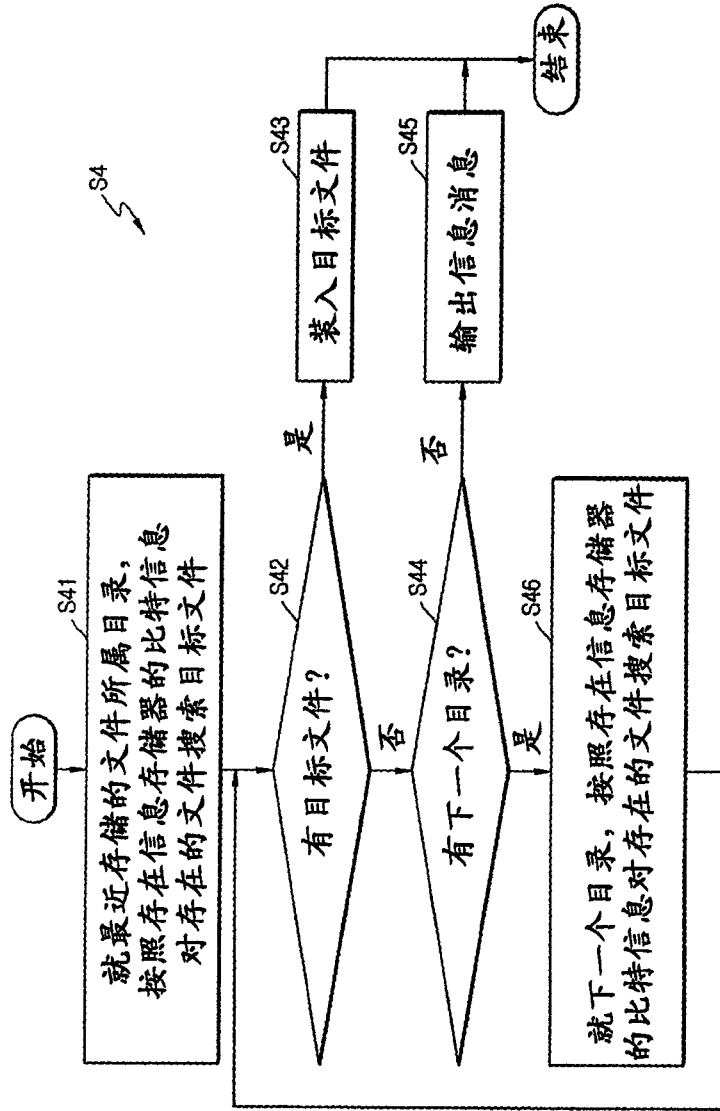 S4
开始
S41
就最近存储的文件所属目录，
按照存在信息存储器的比特信息
对存在的文件搜索目标文件
S42
有目标文件？
是
S43
装入目标文件
否
S44
有下一个目录？
否
S45
输出信息消息
结束
是
S46
就下一个目录，按照存在信息存储器
的比特信息对存在的文件搜索目标文件